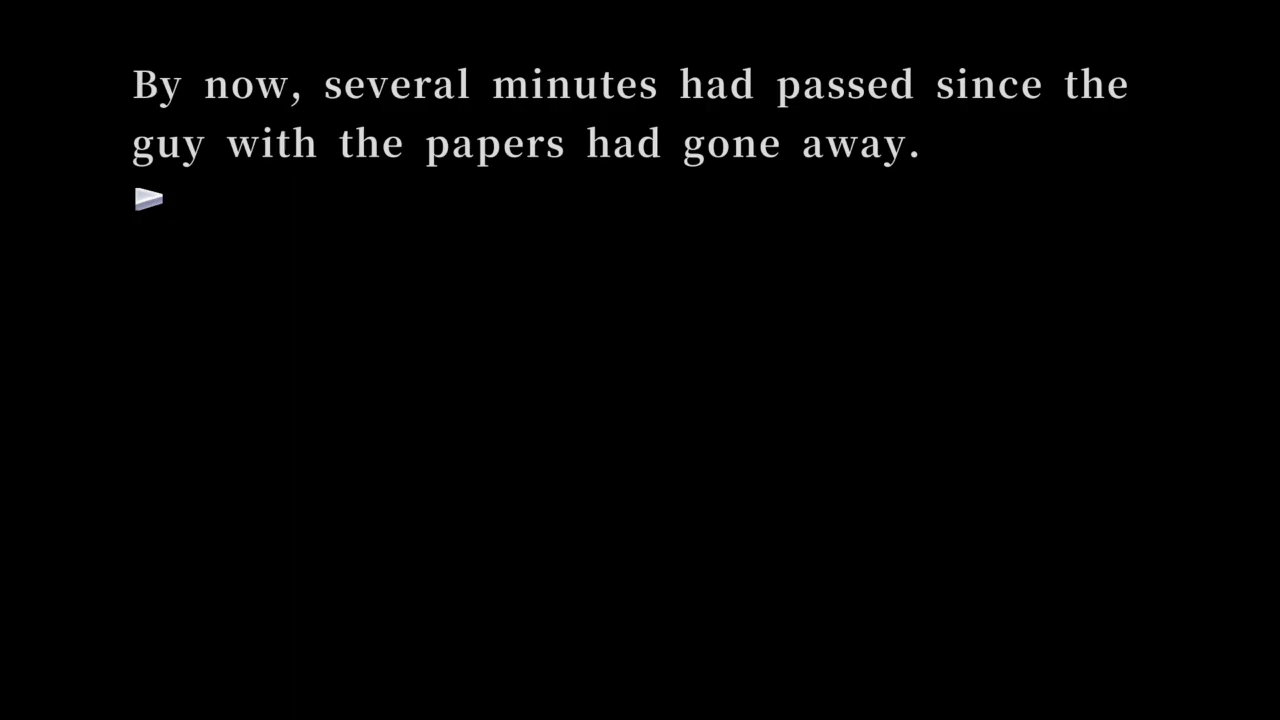 By now, several minutes had passed since the
guy with the papers had gone away.